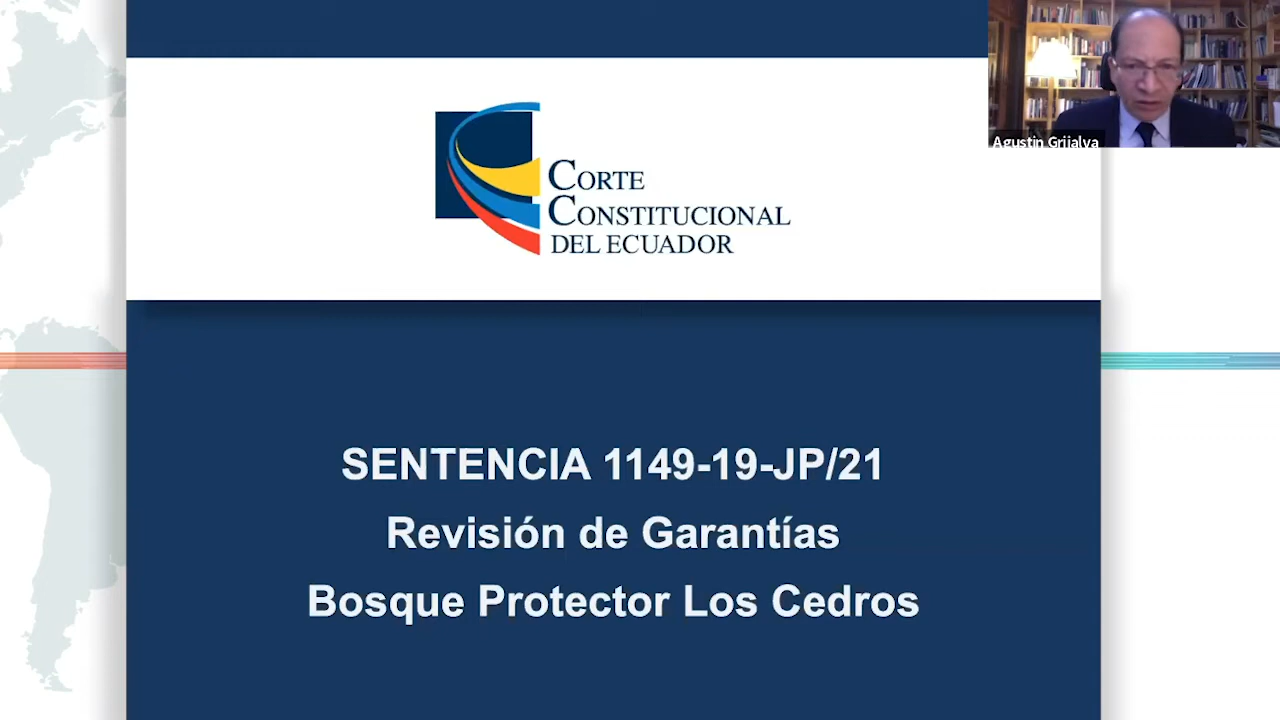 Agustín Grijalva
CORTE
CONSTITUCIONAL
DEL ECUADOR
SENTENCIA 1149-19-JP/21
Revisión de Garantías
Bosque Protector Los Cedros